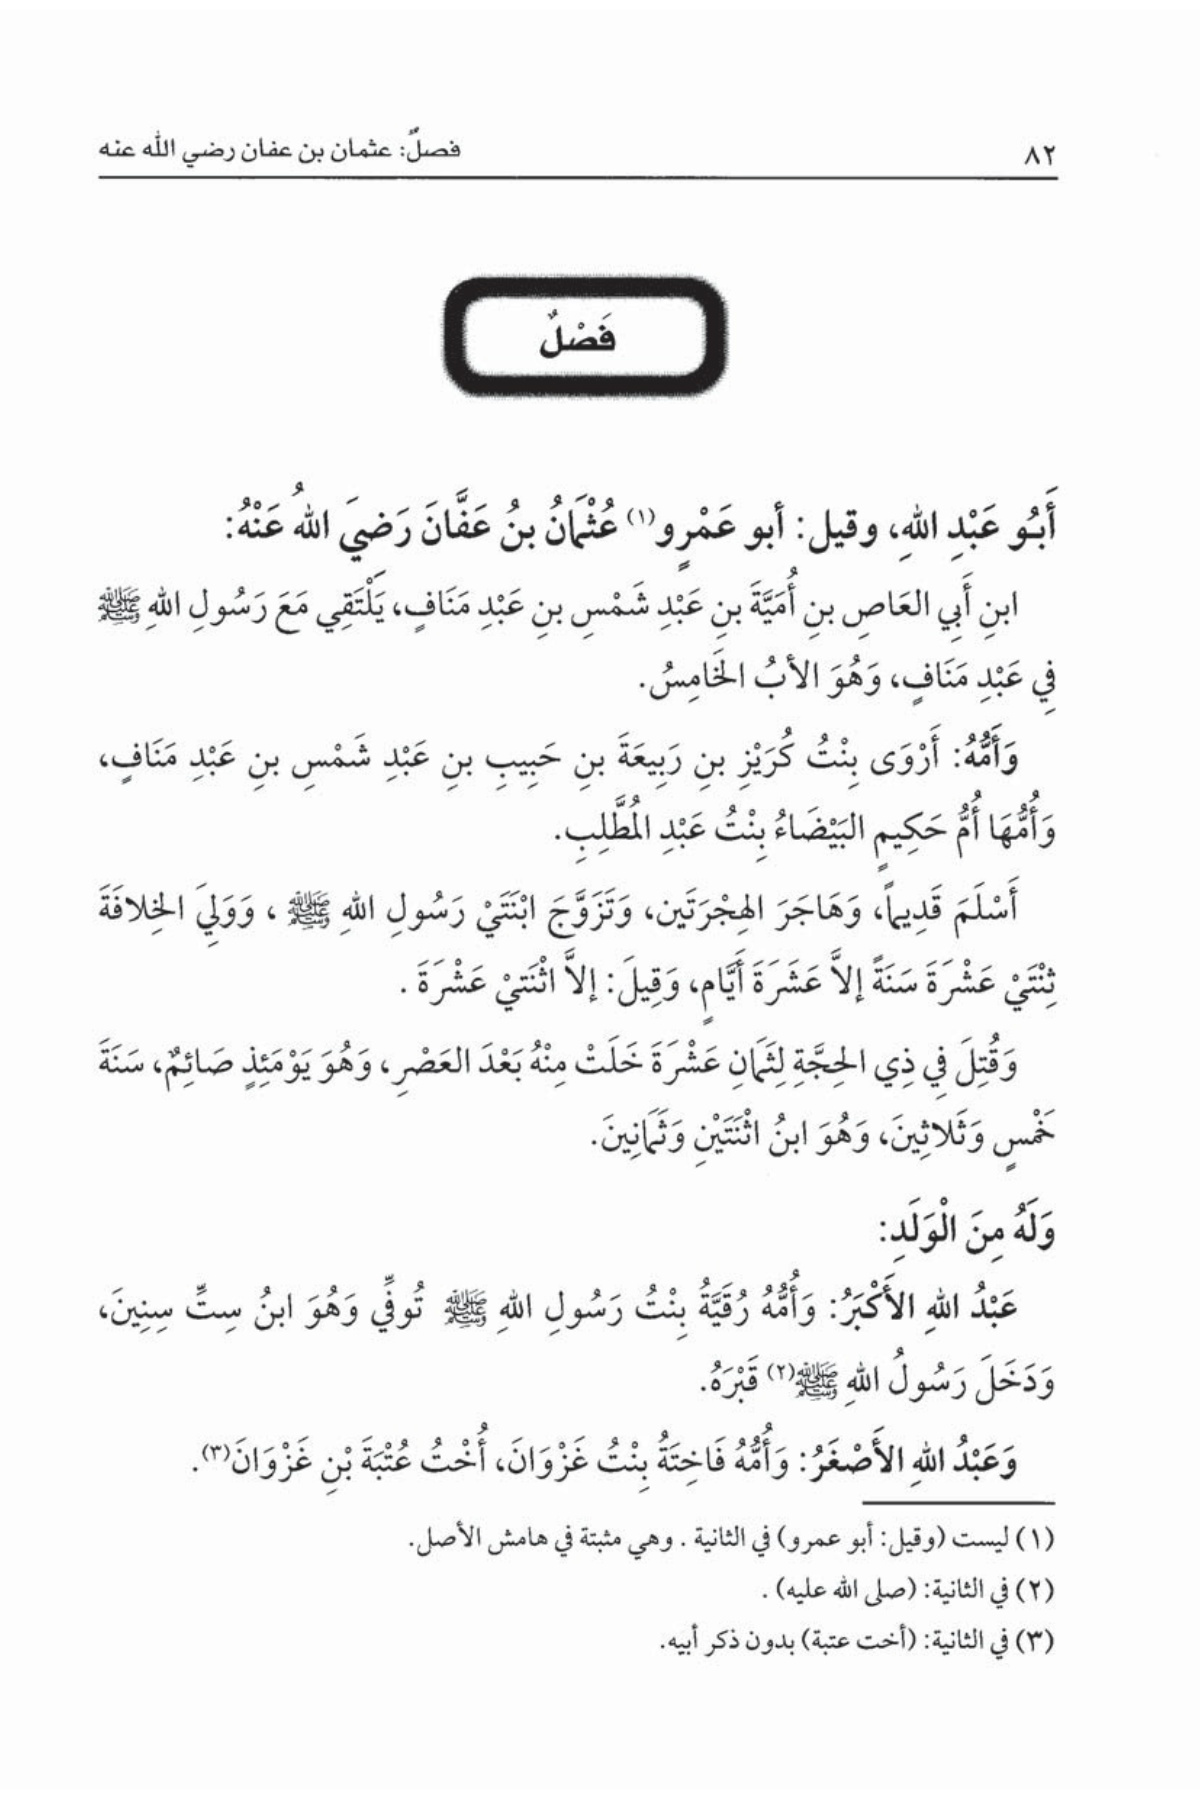 ٨٢
فصلٌ: عثمان بن عفان رضي الله عنه
فَصْلٌ
أَبُو عَبْدِ اللهِ، وقيل: أبو عَمْرٍو(١) عُثْمَانُ بنُ عَفَّانَ رَضيَ اللهُ عَنْهُ:
ابنِ أَبِي العَاصِ بنِ أُمَيَّةَ بنِ عَبْدِ شَمْسِ بنِ عَبْدِ مَنَافٍ، يَلْتَقِي مَعَ رَسُولِ اللهِ ﷺ
فِي عَبْدِ مَنَافٍ، وَهُوَ الأبُ الخَامِسُ.
وَأُمُّهُ: أَرْوَى بِنْتُ كُرَيْزِ بنِ رَبِيعَةَ بنِ حَبِيبِ بنِ عَبْدِ شَمْسِ بنِ عَبْدِ مَنَافٍ،
وَأُمُّهَا أُمُّ حَكِيمٍ البَيْضَاءُ بِنْتُ عَبْدِ المُطَّلِبِ.
أَسْلَمَ قَدِيماً، وَهَاجَرَ الهِجْرَتَين، وَتَزَوَّجَ ابْنَتَيْ رَسُولِ اللهِ ﷺ ، وَوَلِيَ الخِلافَةَ
ثِنْتَيْ عَشْرَةَ سَنَةً إلاَّ عَشَرَةَ أَيَّامٍ، وَقِيلَ: إلاَّ اثْنَتيْ عَشْرَةَ .
وَقُتِلَ فِي ذِي الحِجَّةِ لِثَمَانِ عَشْرَةَ خَلَتْ مِنْهُ بَعْدَ العَصْرِ، وَهُوَ يَوْمَئِذٍ صَائِمٌ، سَنَةَ
خَمْسٍ وَثَلاثِينَ، وَهُوَ ابنُ اثْنَتَيْنِ وَثَمَانِينَ.
وَلَهُ مِنَ الْوَلَدِ:
عَبْدُ اللهِ الأَكْبَرُ: وَأُمُّهُ رُقَيَّةُ بِنْتُ رَسُولِ اللهِ ﷺ تُوفِّي وَهُوَ ابنُ سِتِّ سِنِينَ،
وَدَخَلَ رَسُولُ اللهِ ﷺ(٢) قَبْرَهُ.
وَعَبْدُ اللهِ الأَصْغَرُ: وَأُمُّهُ فَاخِتَةُ بِنْتُ غَزْوَانَ، أُخْتُ عُتْبَةَ بْنِ غَزْوَانَ(٣).
(١) ليست (وقيل: أبو عمرو) في الثانية . وهي مثبتة في هامش الأصل.
(٢) في الثانية: (صلى الله عليه) .
(٣) في الثانية: (أخت عتبة) بدون ذكر أبيه.